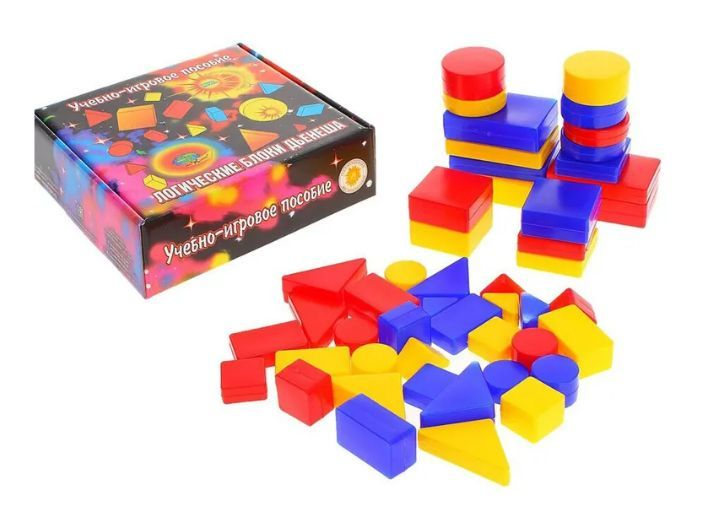 Учебно-игровое пособие
ЛОГИЧЕСКИЕ БЛОКИ ДЬЕНЕША
Учебно-игровое пособие